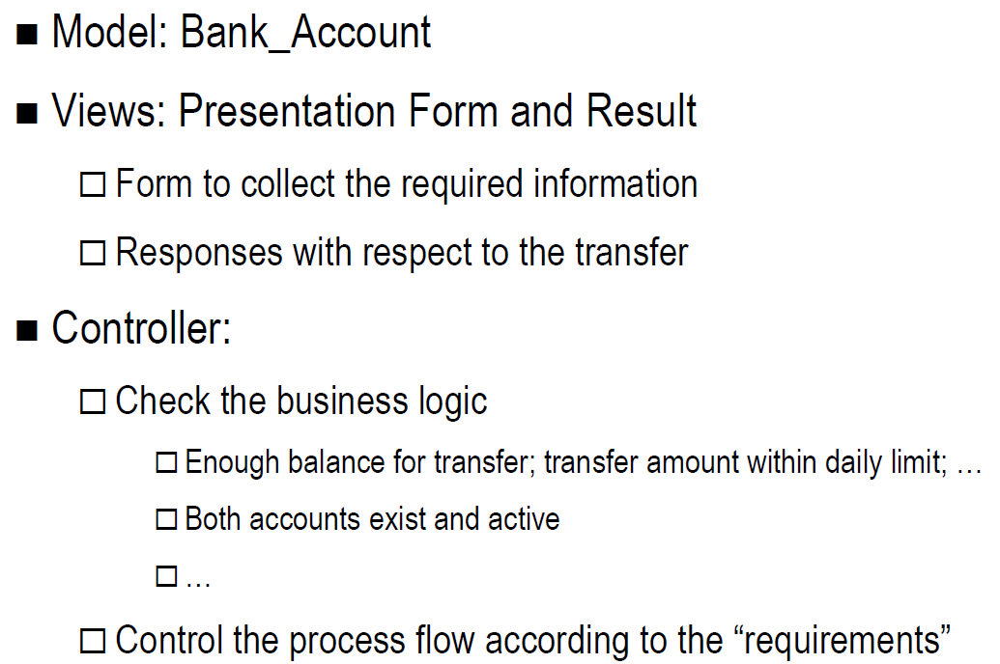 ■ Model: Bank_Account
■ Views: Presentation Form and Result
□ Form to collect the required information
□ Responses with respect to the transfer
■ Controller:
□ Check the business logic
□ Enough balance for transfer; transfer amount within daily limit; …
□ Both accounts exist and active
□ …
□ Control the process flow according to the “requirements”